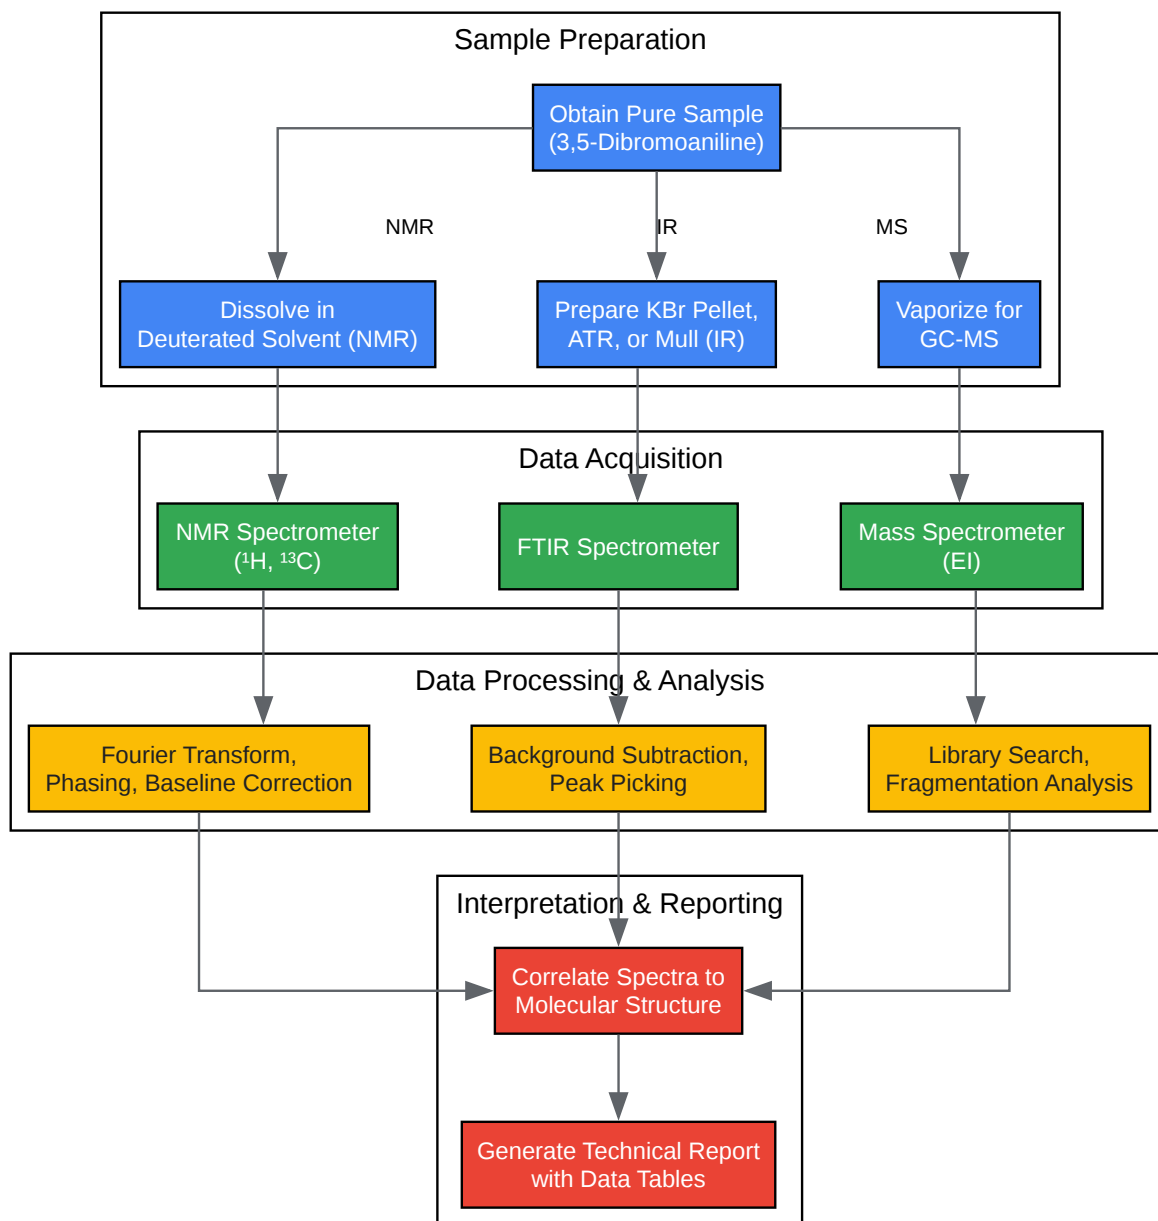 Sample Preparation
Obtain Pure Sample
(3,5-Dibromoaniline)
NMR
IR
MS
Dissolve in
Deuterated Solvent (NMR)
Prepare KBr Pellet,
ATR, or Mull (IR)
Vaporize for
GC-MS
Data Acquisition
NMR Spectrometer
(¹H, ¹³C)
FTIR Spectrometer
Mass Spectrometer
(EI)
Data Processing & Analysis
Fourier Transform,
Phasing, Baseline Correction
Background Subtraction,
Peak Picking
Library Search,
Fragmentation Analysis
Interpretation & Reporting
Correlate Spectra to
Molecular Structure
Generate Technical Report
with Data Tables